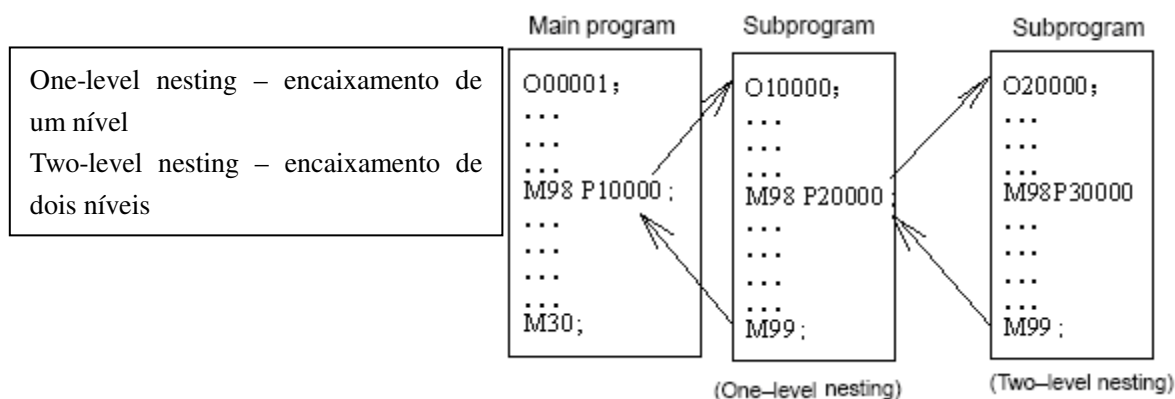 One-level nesting – encaixamento de
um nível
Two-level nesting – encaixamento de
dois níveis
Main program
O00001;
...
...
...
M98 P10000;
...
...
...
...
M30;
Subprogram
O10000;
...
...
...
M98 P20000;
...
...
...
...
M99;
(One–level nesting)
Subprogram
O20000;
...
...
...
M98P30000
...
...
...
...
M99;
(Two–level nesting)